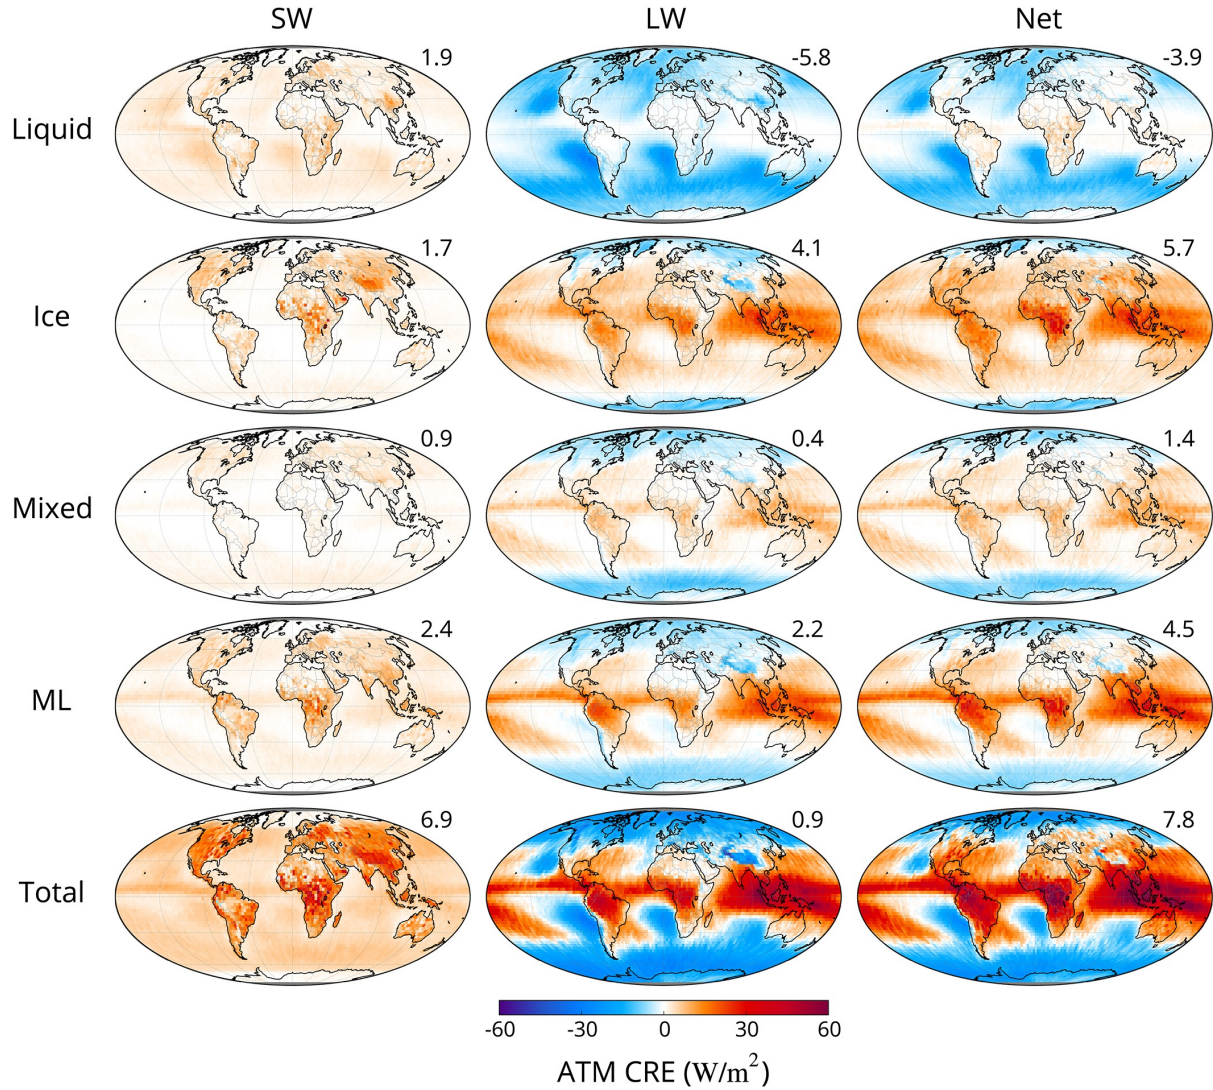 SW LW Net
Liquid 1.9 -5.8 -3.9
Ice 1.7 4.1 5.7
Mixed 0.9 0.4 1.4
ML 2.4 2.2 4.5
Total 6.9 0.9 7.8
-60 -30 0 30 60
ATM CRE (W/m²)